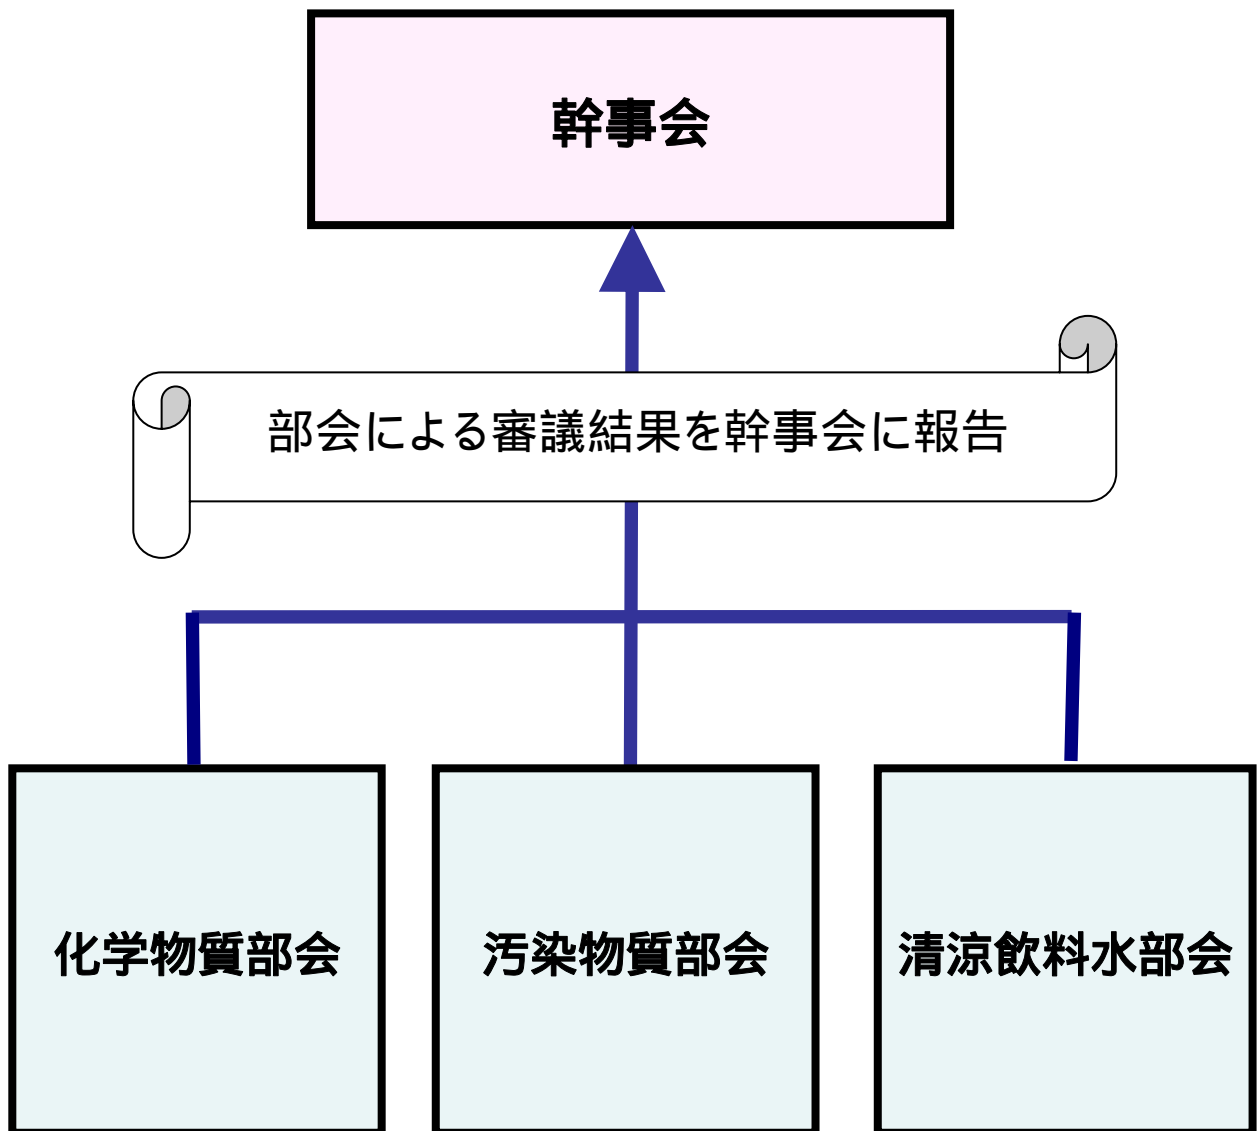 幹事会
部会による審議結果を幹事会に報告
化学物質部会
汚染物質部会
清涼飲料水部会